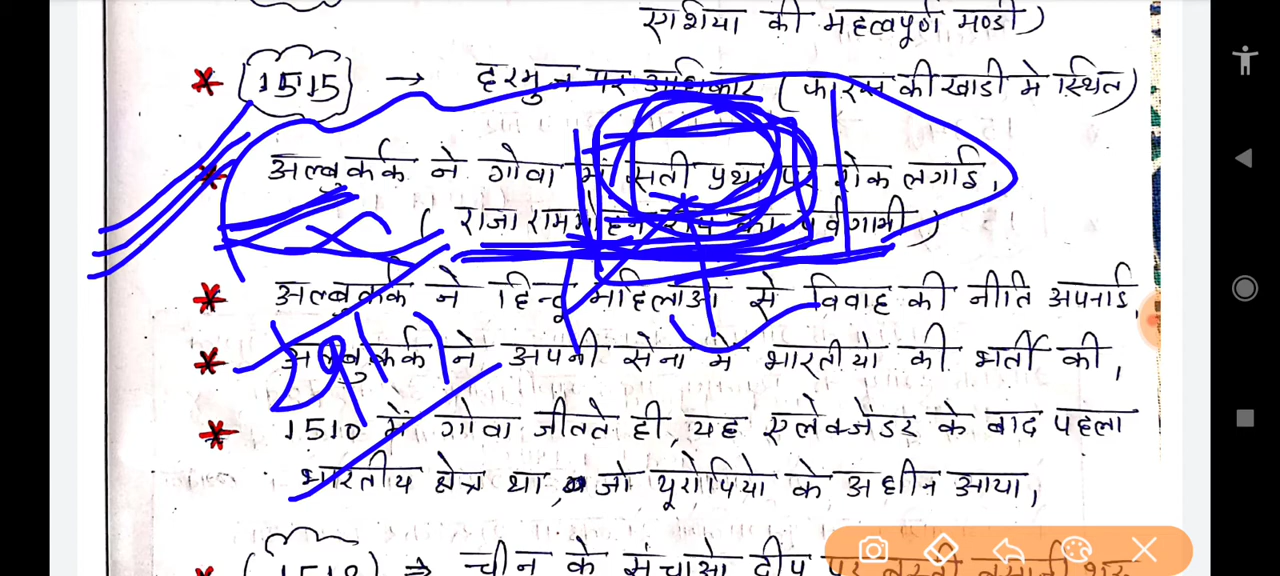 एशिया की महत्वपूर्ण मण्डी)
* 1515 → हरमुज पर अधिकार (फारस की खाडी मे स्थित)
* अल्बुकर्क ने गोवा में सती प्रथा पर रोक लगाई,
( राजा राममोहन रॉय का पूर्वगामी )
* अल्बुकर्क ने हिन्दू महिलाओ से विवाह की नीति अपनाई,
* अल्बुकर्क ने अपनी सेना मे भारतीयो की भर्ती की,
* 1510 में गोवा जीतते ही, यह एलेक्जेंडर के बाद पहला
भारतीय क्षेत्र था, जो यूरोपियो के अधीन आया,
चीन के